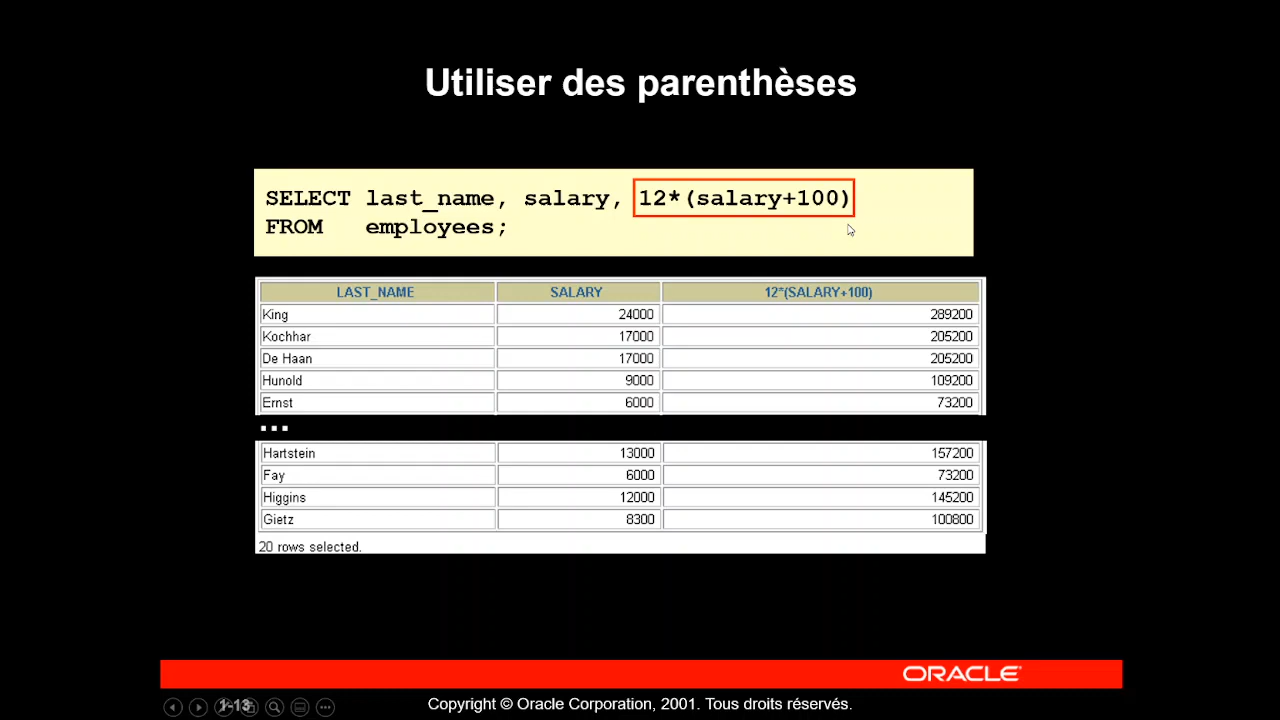 Utiliser des parenthèses
SELECT last_name, salary, 12*(salary+100)
FROM employees;
LAST_NAME SALARY 12*(SALARY+100)
King 24000 289200
Kochhar 17000 205200
De Haan 17000 205200
Hunold 9000 109200
Ernst 6000 73200
...
Hartstein 13000 157200
Fay 6000 73200
Higgins 12000 145200
Gietz 8300 100800
20 rows selected.
ORACLE
1-13
Copyright © Oracle Corporation, 2001. Tous droits réservés.